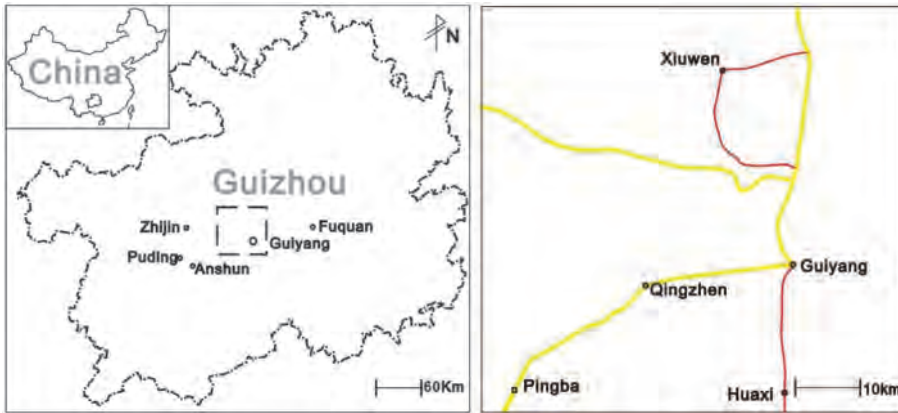 China
N
Guizhou
Zhijin
Fuquan
Guiyang
Puding
Anshun
60Km
Xiuwen
Guiyang
Qingzhen
Pingba
Huaxi
10km